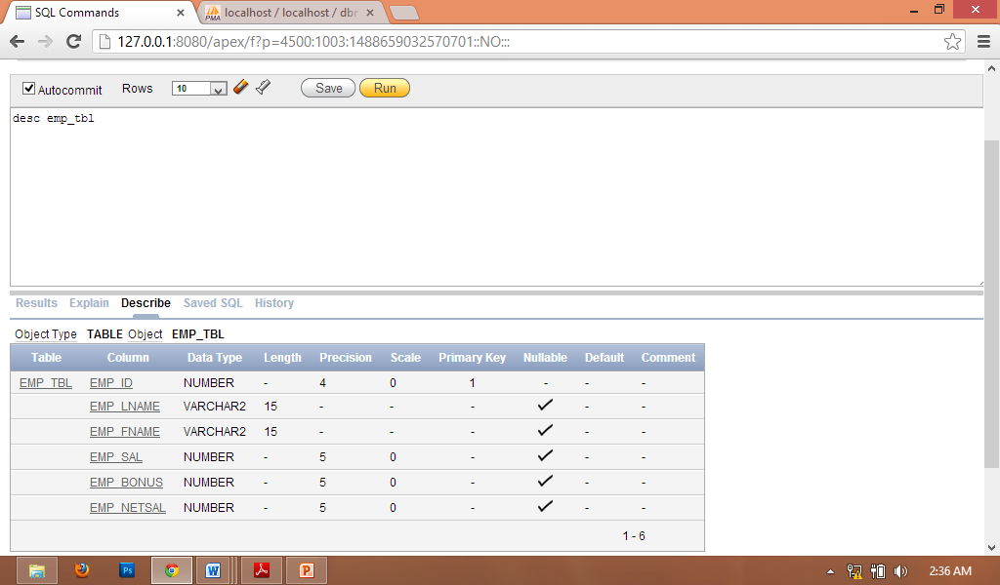 SQL Commands
localhost / localhost / dbr
PMA
127.0.0.1:8080/apex/f?p=4500:1003:1488659032570701::NO:::
Autocommit Rows 10 Save Run
desc emp_tbl
Results Explain Describe Saved SQL History
Object Type TABLE Object EMP_TBL
Table Column Data Type Length Precision Scale Primary Key Nullable Default Comment
EMP_TBL EMP_ID NUMBER - 4 0 1 - - -
EMP_LNAME VARCHAR2 15 - - - ✓ - -
EMP_FNAME VARCHAR2 15 - - - ✓ - -
EMP_SAL NUMBER - 5 0 - ✓ - -
EMP_BONUS NUMBER - 5 0 - ✓ - -
EMP_NETSAL NUMBER - 5 0 - ✓ - -
1 - 6
Ps W P 2:36 AM